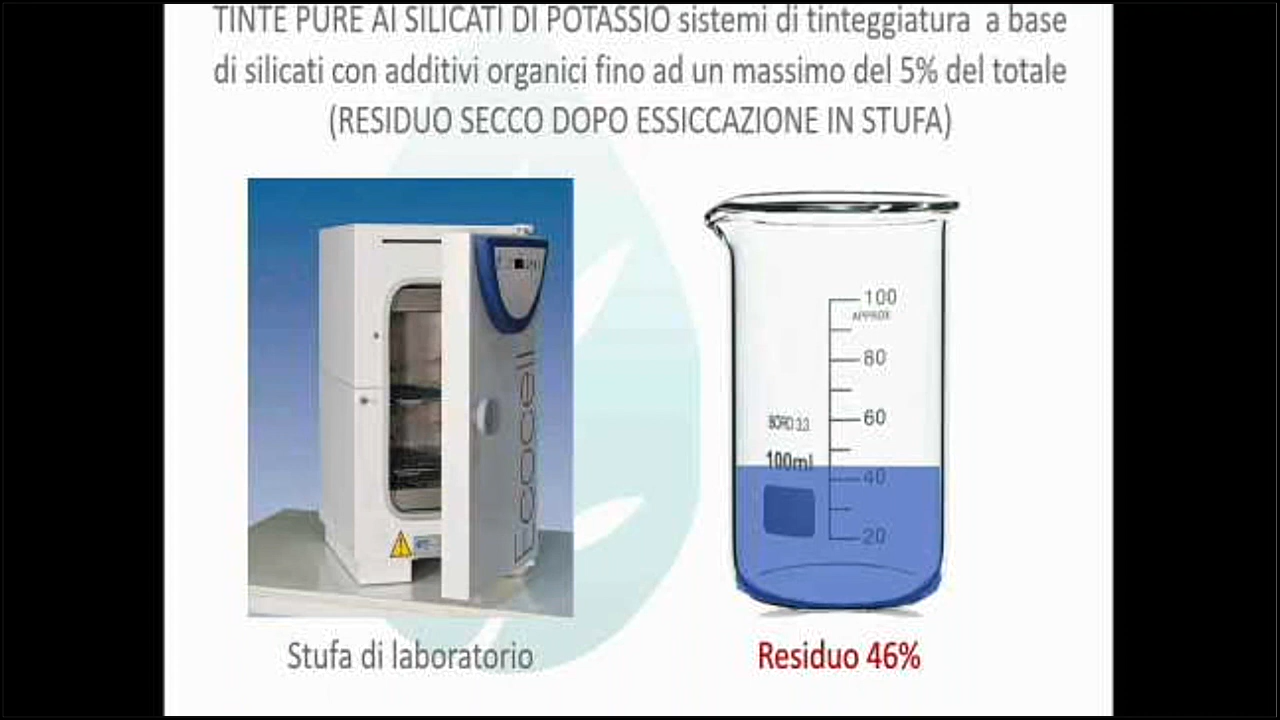 TINTE PURE AI SILICATI DI POTASSIO sistemi di tinteggiatura a base
di silicati con additivi organici fino ad un massimo del 5% del totale
(RESIDUO SECCO DOPO ESSICCAZIONE IN STUFA)
Ecocell
100
APPROX
80
60
BORO 3.3
100ml
40
20
Stufa di laboratorio
Residuo 46%